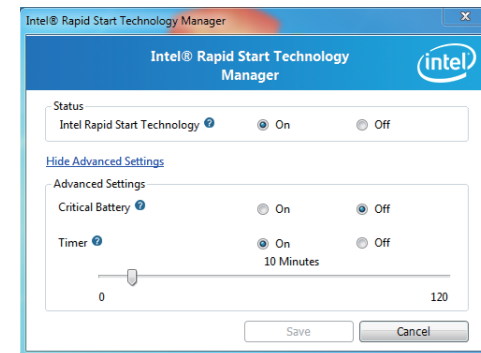 Intel® Rapid Start Technology Manager
X
Intel® Rapid Start Technology
Manager
intel
Status
Intel Rapid Start Technology ? On Off
Hide Advanced Settings
Advanced Settings
Critical Battery ? On Off
Timer ? On Off
10 Minutes
0 120
Save Cancel